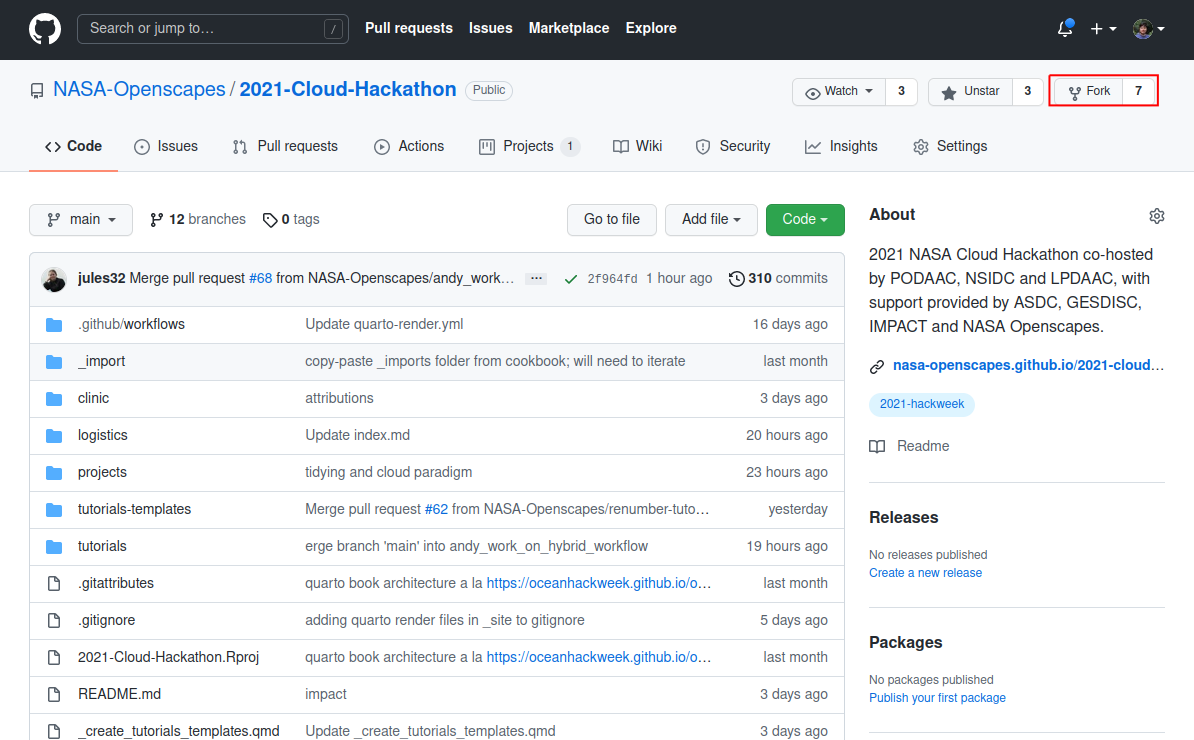 Search or jump to… /
Pull requests Issues Marketplace Explore
NASA-Openscapes / 2021-Cloud-Hackathon Public
Watch 3 Unstar 3 Fork 7
Code Issues Pull requests Actions Projects 1 Wiki Security Insights Settings
main 12 branches 0 tags Go to file Add file Code
jules32 Merge pull request #68 from NASA-Openscapes/andy_work… ... 2f964fd 1 hour ago 310 commits
.github/workflows Update quarto-render.yml 16 days ago
_import copy-paste _imports folder from cookbook; will need to iterate last month
clinic attributions 3 days ago
logistics Update index.md 20 hours ago
projects tidying and cloud paradigm 23 hours ago
tutorials-templates Merge pull request #62 from NASA-Openscapes/renumber-tuto… yesterday
tutorials erge branch 'main' into andy_work_on_hybrid_workflow 19 hours ago
.gitattributes quarto book architecture a la https://oceanhackweek.github.io/o… last month
.gitignore adding quarto render files in _site to gitignore 5 days ago
2021-Cloud-Hackathon.Rproj quarto book architecture a la https://oceanhackweek.github.io/o… last month
README.md impact 3 days ago
_create_tutorials_templates.qmd Update _create_tutorials_templates.qmd 3 days ago
About
2021 NASA Cloud Hackathon co-hosted
by PODAAC, NSIDC and LPDAAC, with
support provided by ASDC, GESDISC,
IMPACT and NASA Openscapes.
nasa-openscapes.github.io/2021-cloud…
2021-hackweek
Readme
Releases
No releases published
Create a new release
Packages
No packages published
Publish your first package